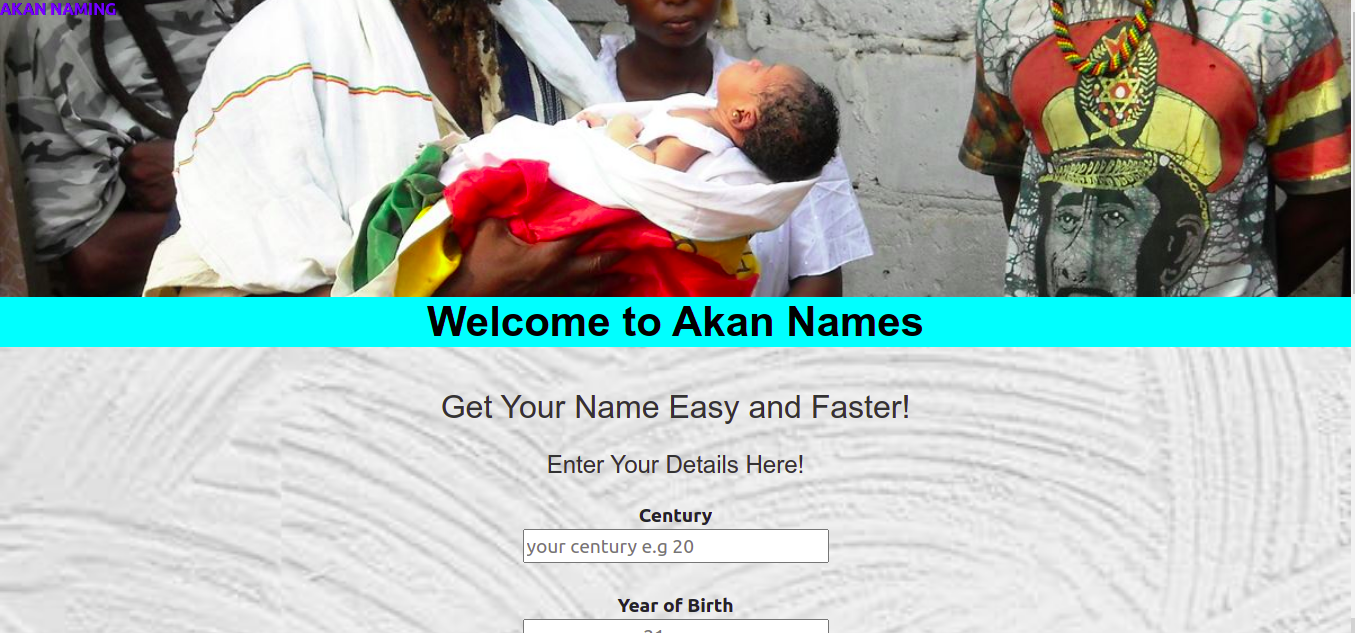 AKAN NAMING
Welcome to Akan Names
Get Your Name Easy and Faster!
Enter Your Details Here!
Century
your century e.g 20
Year of Birth